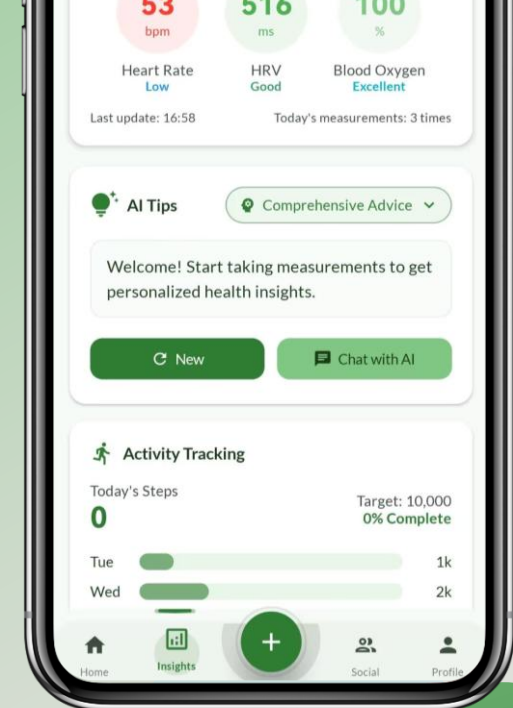 53
516
100
bpm
ms
%
Heart Rate
HRV
Blood Oxygen
Low
Good
Excellent
Last update: 16:58
Today's measurements: 3 times
AI Tips
Comprehensive Advice
Welcome! Start taking measurements to get
personalized health insights.
New
Chat with AI
Activity Tracking
Today's Steps
0
Target: 10,000
0% Complete
Tue
1k
Wed
2k
Home
Insights
+
Social
Profile